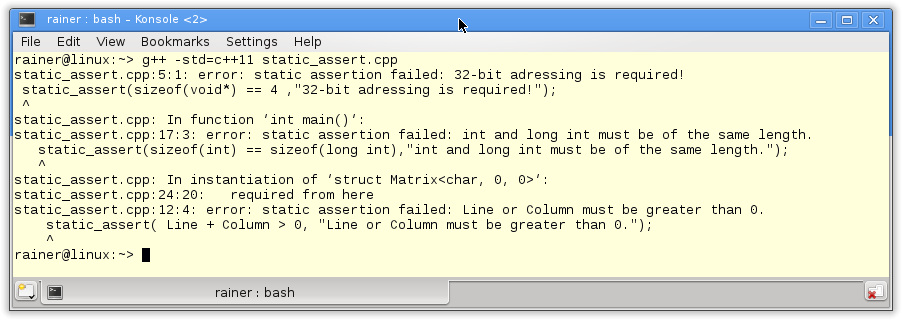 rainer : bash – Konsole <2>
File Edit View Bookmarks Settings Help
rainer@linux:~> g++ -std=c++11 static_assert.cpp
static_assert.cpp:5:1: error: static assertion failed: 32-bit adressing is required!
 static_assert(sizeof(void*) == 4 ,"32-bit adressing is required!");
 ^
static_assert.cpp: In function ‘int main()’:
static_assert.cpp:17:3: error: static assertion failed: int and long int must be of the same length.
   static_assert(sizeof(int) == sizeof(long int),"int and long int must be of the same length.");
   ^
static_assert.cpp: In instantiation of ‘struct Matrix<char, 0, 0>’:
static_assert.cpp:24:20:   required from here
static_assert.cpp:12:4: error: static assertion failed: Line or Column must be greater than 0.
    static_assert( Line + Column > 0, "Line or Column must be greater than 0.");
    ^
rainer@linux:~>
rainer : bash